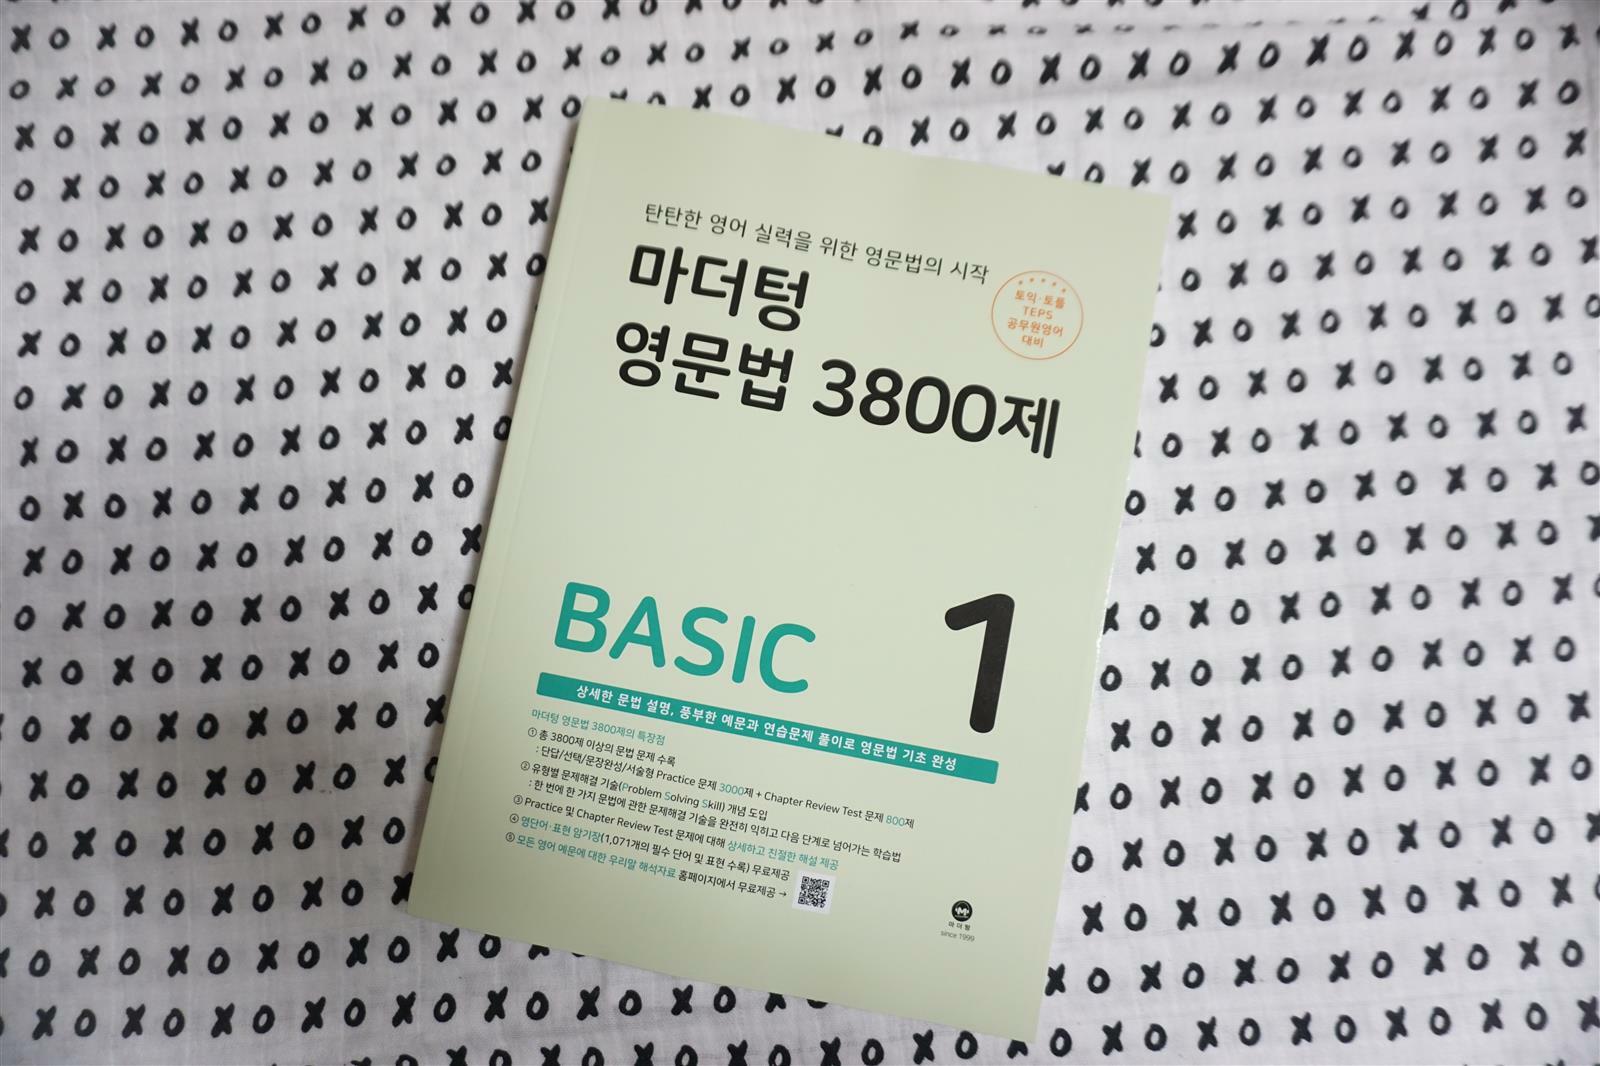 탄탄한 영어 실력을 위한 영문법의 시작
마더텅
영문법 3800제
토익·토플
TEPS
공무원영어
대비
BASIC
1
상세한 문법 설명, 풍부한 예문과 연습문제 풀이로 영문법 기초 완성
마더텅 영문법 3800제의 특장점
① 총 3800제 이상의 문법 문제 수록
: 단답/선택/문장완성/서술형 Practice 문제 3000제 + Chapter Review Test 문제 800제
② 유형별 문제해결 기술(Problem Solving Skill) 개념 도입
: 한 번에 한 가지 문법에 관한 문제해결 기술을 완전히 익히고 다음 단계로 넘어가는 학습법
③ Practice 및 Chapter Review Test 문제에 대해 상세하고 친절한 해설 제공
④ 영단어·표현 암기장(1,071개의 필수 단어 및 표현 수록) 무료제공
⑤ 모든 영어 예문에 대한 우리말 해석자료 홈페이지에서 무료제공 →
마더텅
since 1999